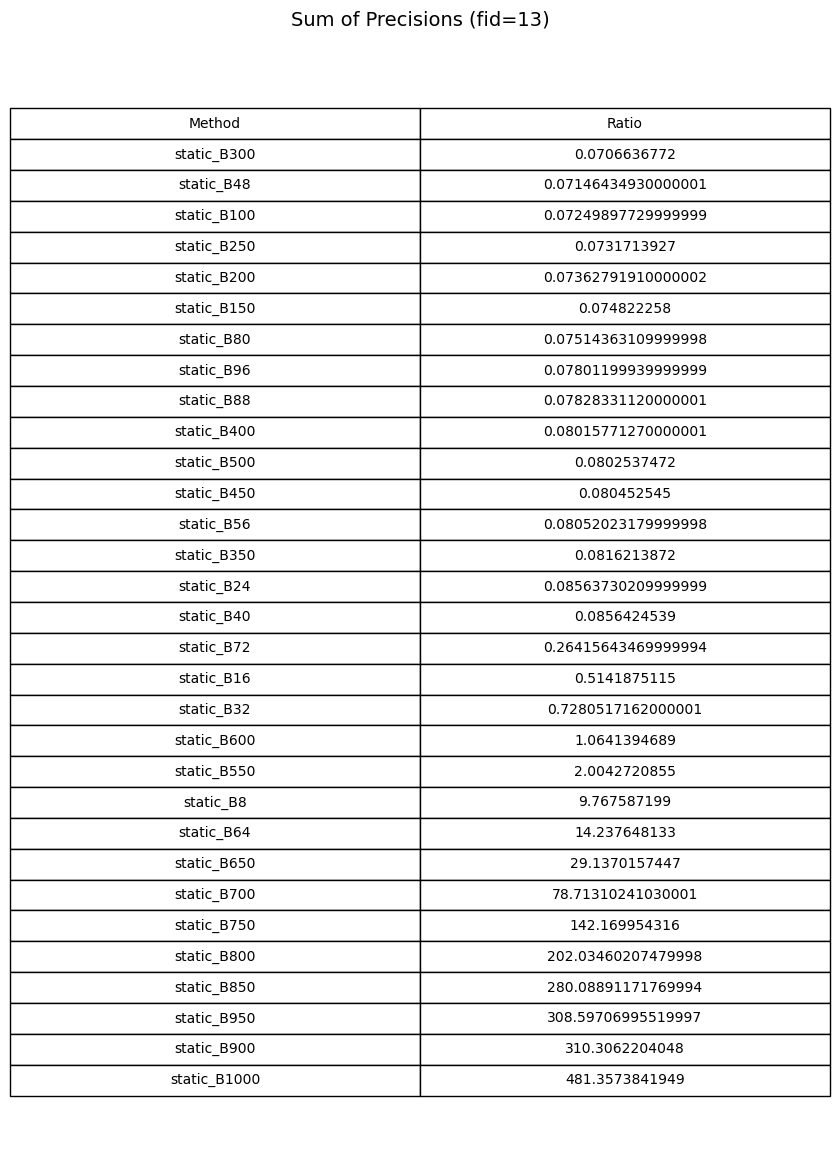 Sum of Precisions (fid=13)
Method Ratio
static_B300 0.0706636772
static_B48 0.07146434930000001
static_B100 0.07249897729999999
static_B250 0.0731713927
static_B200 0.07362791910000002
static_B150 0.074822258
static_B80 0.07514363109999998
static_B96 0.07801199939999999
static_B88 0.07828331120000001
static_B400 0.08015771270000001
static_B500 0.0802537472
static_B450 0.080452545
static_B56 0.08052023179999998
static_B350 0.0816213872
static_B24 0.08563730209999999
static_B40 0.0856424539
static_B72 0.26415643469999994
static_B16 0.5141875115
static_B32 0.7280517162000001
static_B600 1.0641394689
static_B550 2.0042720855
static_B8 9.767587199
static_B64 14.237648133
static_B650 29.1370157447
static_B700 78.71310241030001
static_B750 142.169954316
static_B800 202.03460207479998
static_B850 280.08891171769994
static_B950 308.59706995519997
static_B900 310.3062204048
static_B1000 481.3573841949